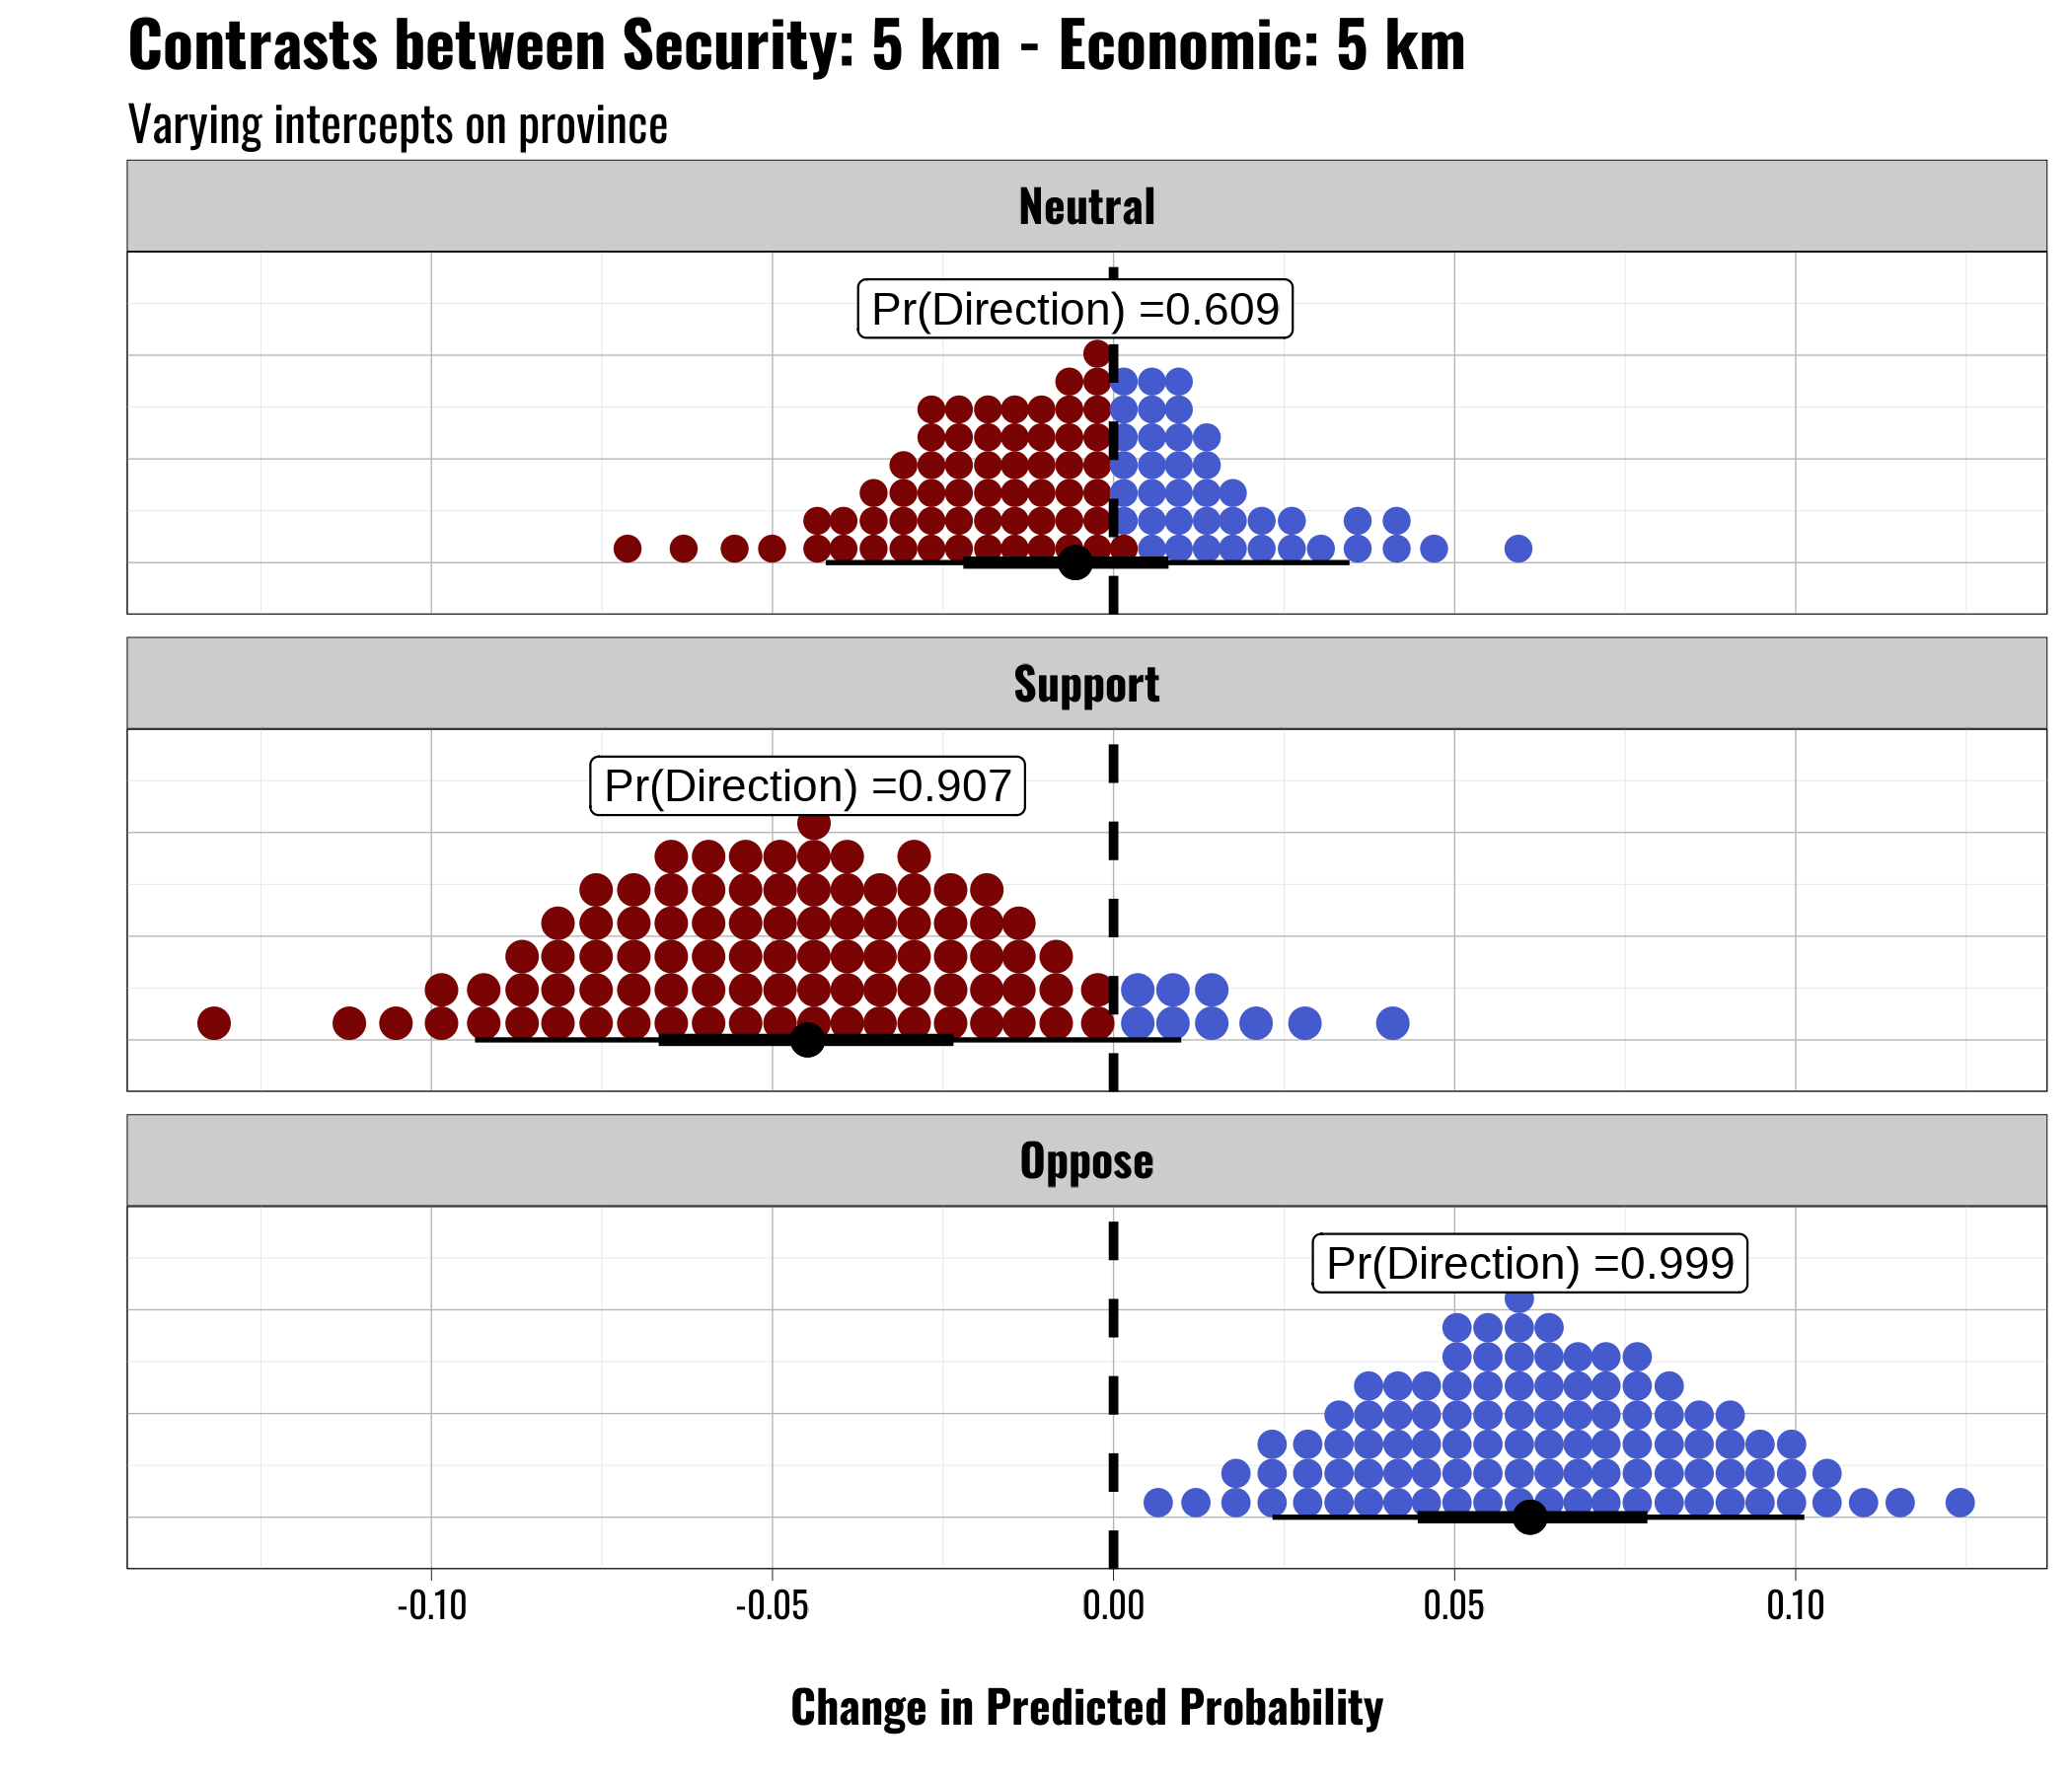 Contrasts between Security: 5 km - Economic: 5 km
Varying intercepts on province
Neutral
Pr(Direction) =0.609
Support
Pr(Direction) =0.907
Oppose
Pr(Direction) =0.999
-0.10 -0.05 0.00 0.05 0.10
Change in Predicted Probability